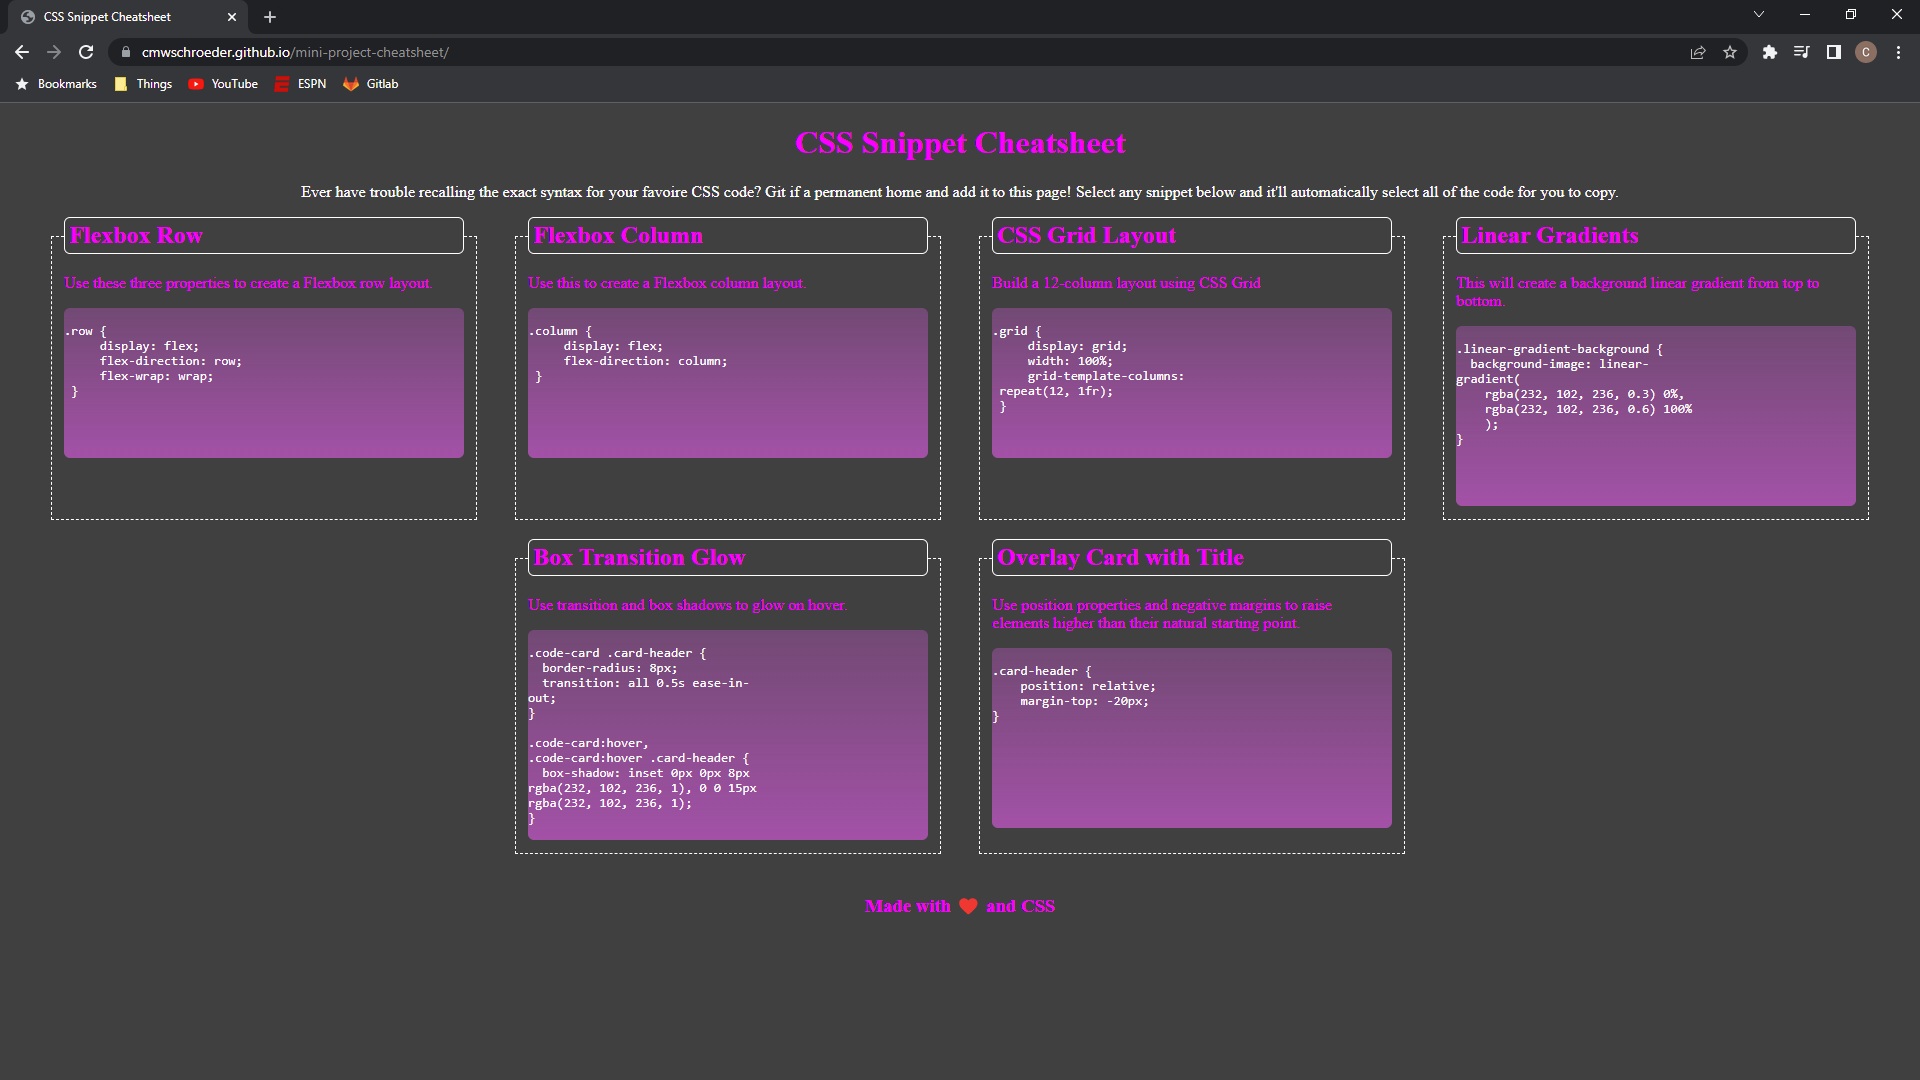 CSS Snippet Cheatsheet
cmwschroeder.github.io/mini-project-cheatsheet/
C
Bookmarks
Things
YouTube
ESPN
Gitlab
CSS Snippet Cheatsheet
Ever have trouble recalling the exact syntax for your favoire CSS code? Git if a permanent home and add it to this page! Select any snippet below and it'll automatically select all of the code for you to copy.
Flexbox Row
Use these three properties to create a Flexbox row layout.
.row {
display: flex;
flex-direction: row;
flex-wrap: wrap;
}
Flexbox Column
Use this to create a Flexbox column layout.
.column {
display: flex;
flex-direction: column;
}
CSS Grid Layout
Build a 12-column layout using CSS Grid
.grid {
display: grid;
width: 100%;
grid-template-columns:
repeat(12, 1fr);
}
Linear Gradients
This will create a background linear gradient from top to
bottom.
.linear-gradient-background {
background-image: linear-
gradient(
rgba(232, 102, 236, 0.3) 0%,
rgba(232, 102, 236, 0.6) 100%
);
}
Box Transition Glow
Use transition and box shadows to glow on hover.
.code-card .card-header {
border-radius: 8px;
transition: all 0.5s ease-in-
out;
}
.code-card:hover,
.code-card:hover .card-header {
box-shadow: inset 0px 0px 8px
rgba(232, 102, 236, 1), 0 0 15px
rgba(232, 102, 236, 1);
}
Overlay Card with Title
Use position properties and negative margins to raise
elements higher than their natural starting point.
.card-header {
position: relative;
margin-top: -20px;
}
Made with ❤️ and CSS